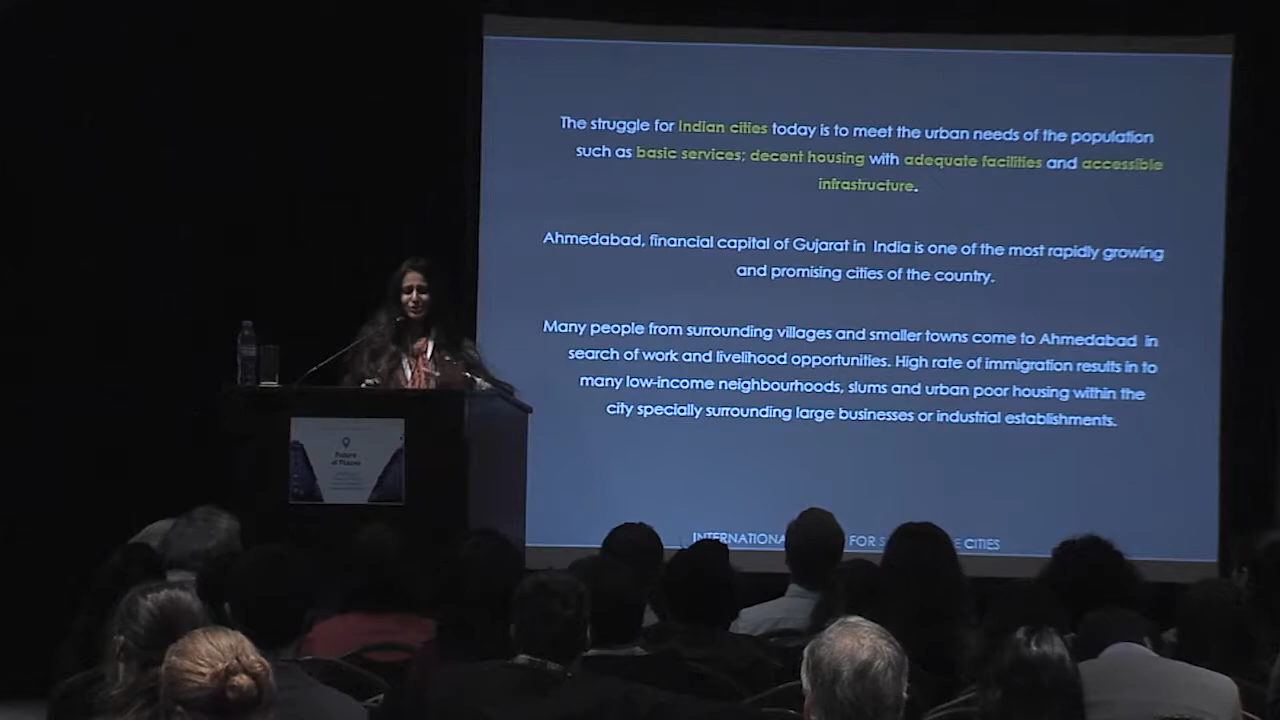 The struggle for Indian cities today is to meet the urban needs of the population
such as basic services; decent housing with adequate facilities and accessible
infrastructure.
Ahmedabad, financial capital of Gujarat in India is one of the most rapidly growing
and promising cities of the country.
Many people from surrounding villages and smaller towns come to Ahmedabad in
search of work and livelihood opportunities. High rate of immigration results in to
many low-income neighbourhoods, slums and urban poor housing within the
city specially surrounding large businesses or industrial establishments.
FOR CITIES
Future
of Places